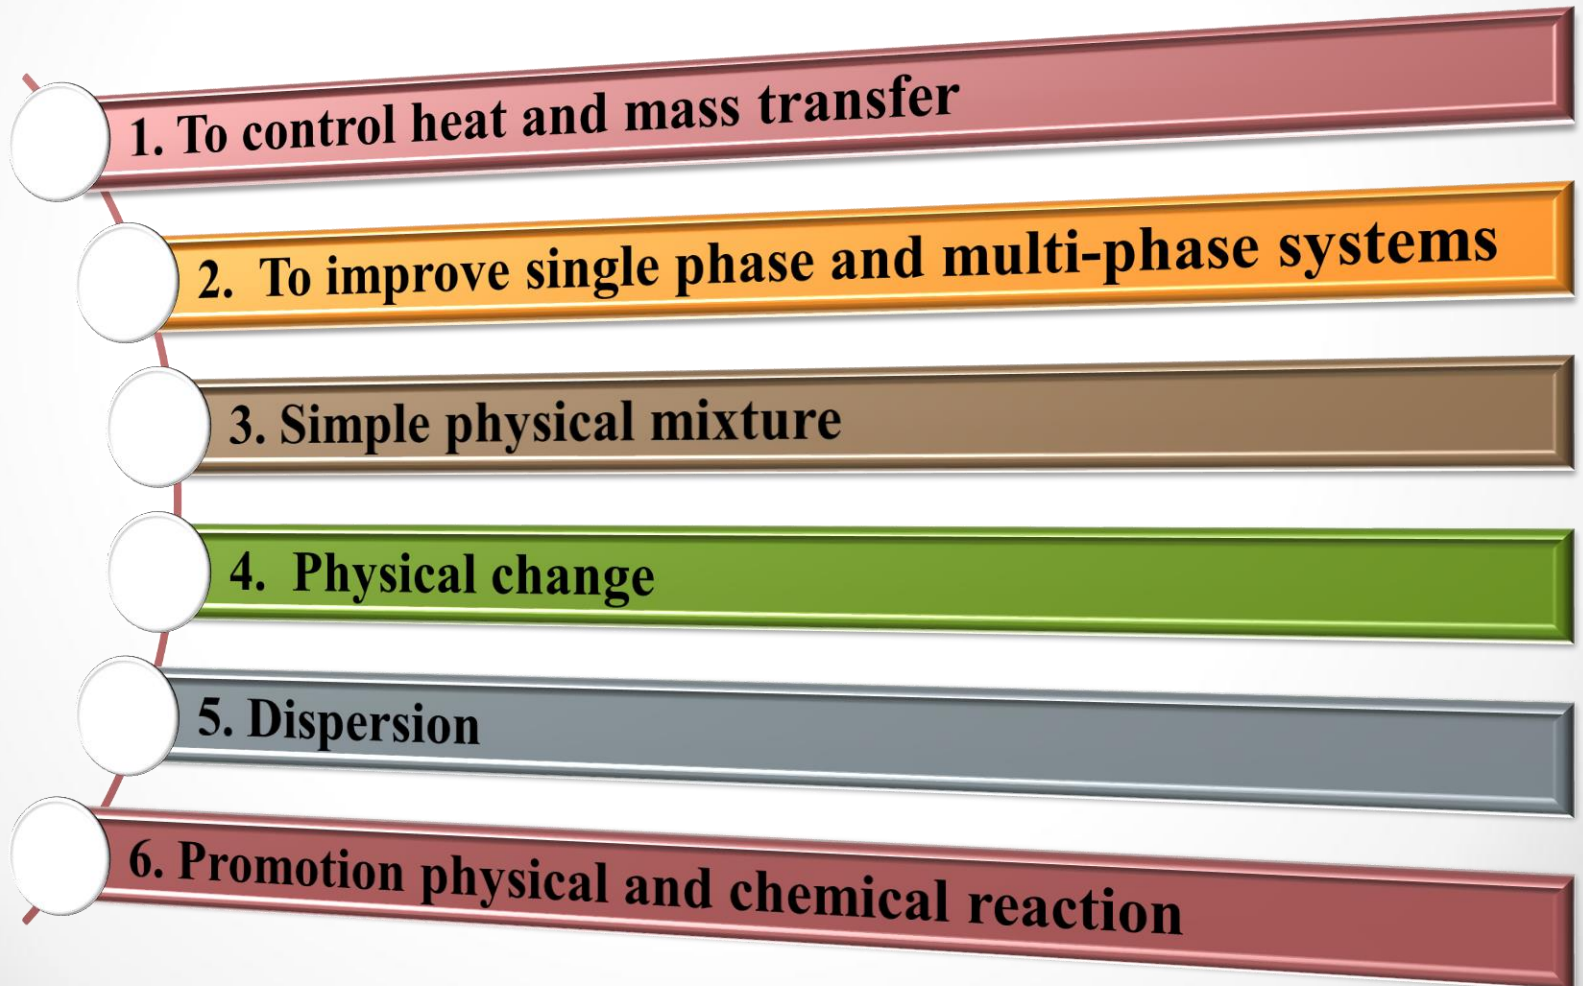 1. To control heat and mass transfer
2. To improve single phase and multi-phase systems
3. Simple physical mixture
4. Physical change
5. Dispersion
6. Promotion physical and chemical reaction